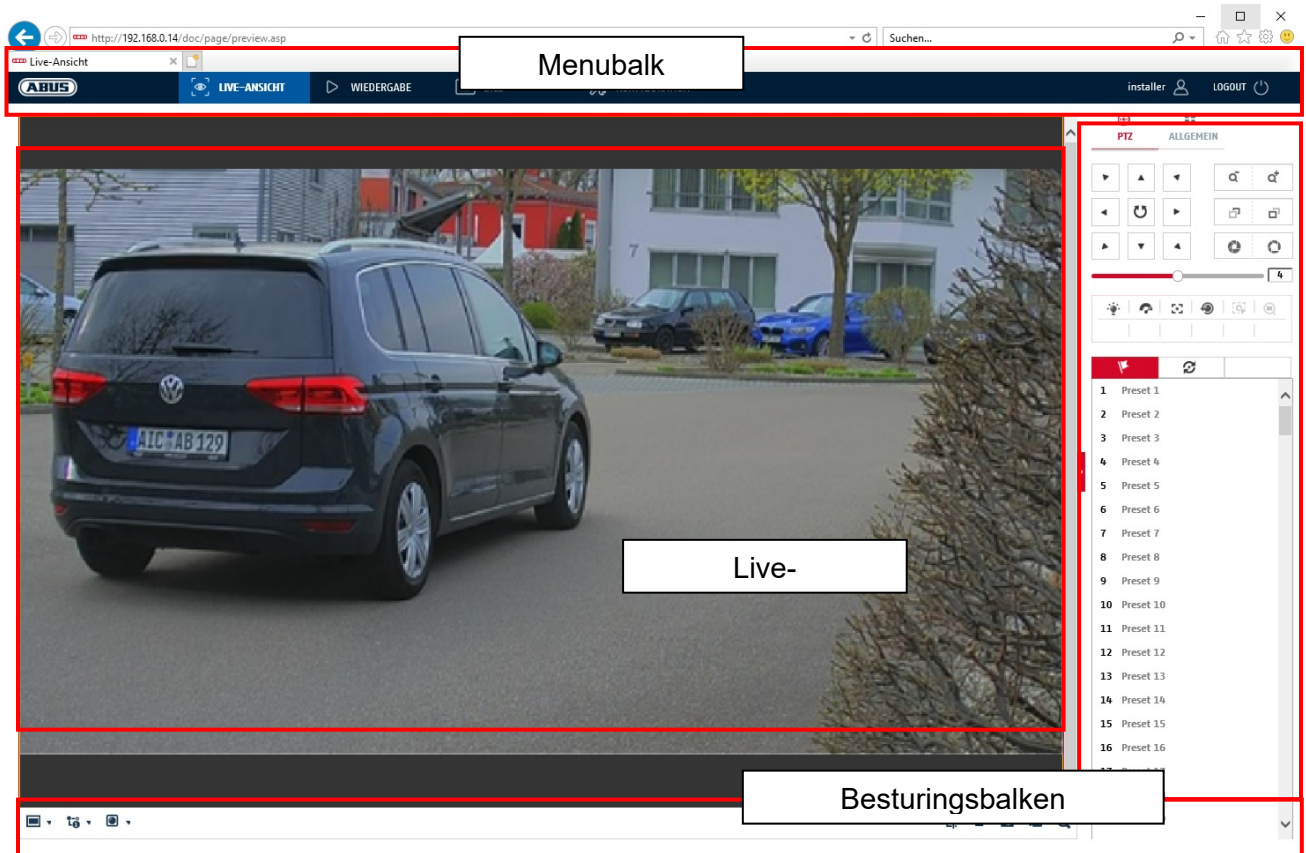 http://192.168.0.14/doc/page/preview.asp
Suchen...
Live-Ansicht
Menubalk
ABUS
LIVE-ANSICHT
WIEDERGABE
installer
LOGOUT
PTZ
ALLGEMEIN
7
4
AIC AB 129
1 Preset 1
2 Preset 2
3 Preset 3
4 Preset 4
5 Preset 5
6 Preset 6
7 Preset 7
8 Preset 8
9 Preset 9
10 Preset 10
11 Preset 11
12 Preset 12
13 Preset 13
14 Preset 14
15 Preset 15
16 Preset 16
Live-
Besturingsbalken